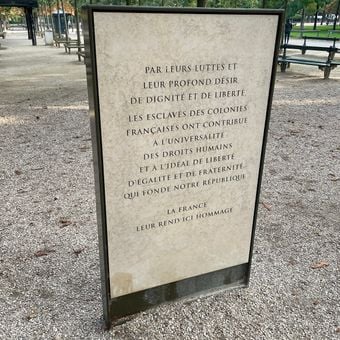 PAR LEURS LUTTES ET
LEUR PROFOND DÉSIR
DE DIGNITÉ ET DE LIBERTÉ,
LES ESCLAVES DES COLONIES
FRANÇAISES ONT CONTRIBUÉ
À L'UNIVERSALITÉ
DES DROITS HUMAINS
ET À L'IDÉAL DE LIBERTÉ,
D'ÉGALITÉ ET DE FRATERNITÉ
QUI FONDE NOTRE RÉPUBLIQUE.
LA FRANCE
LEUR REND ICI HOMMAGE